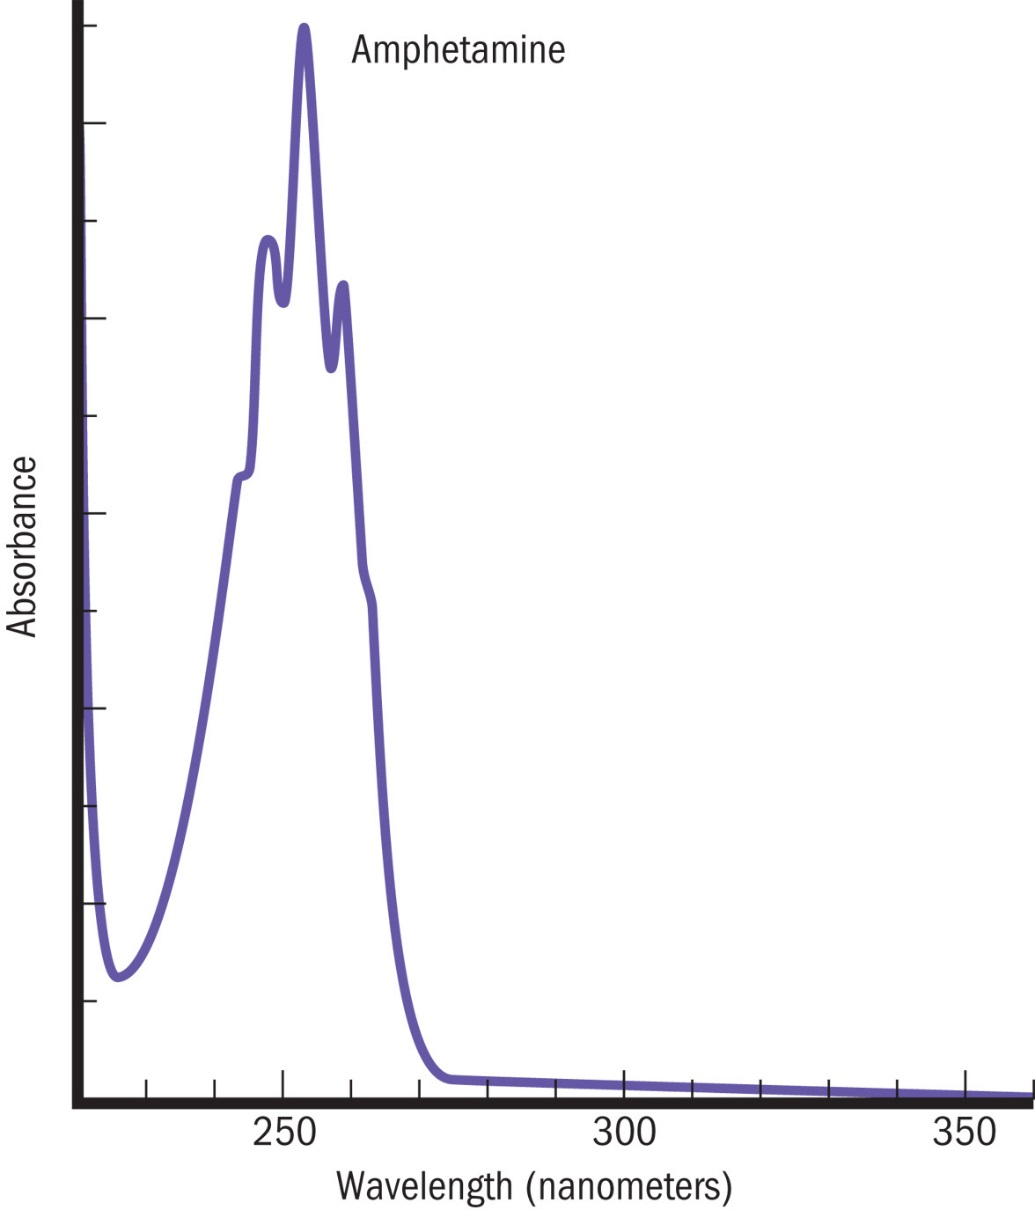 Amphetamine
Absorbance
250
300
350
Wavelength (nanometers)